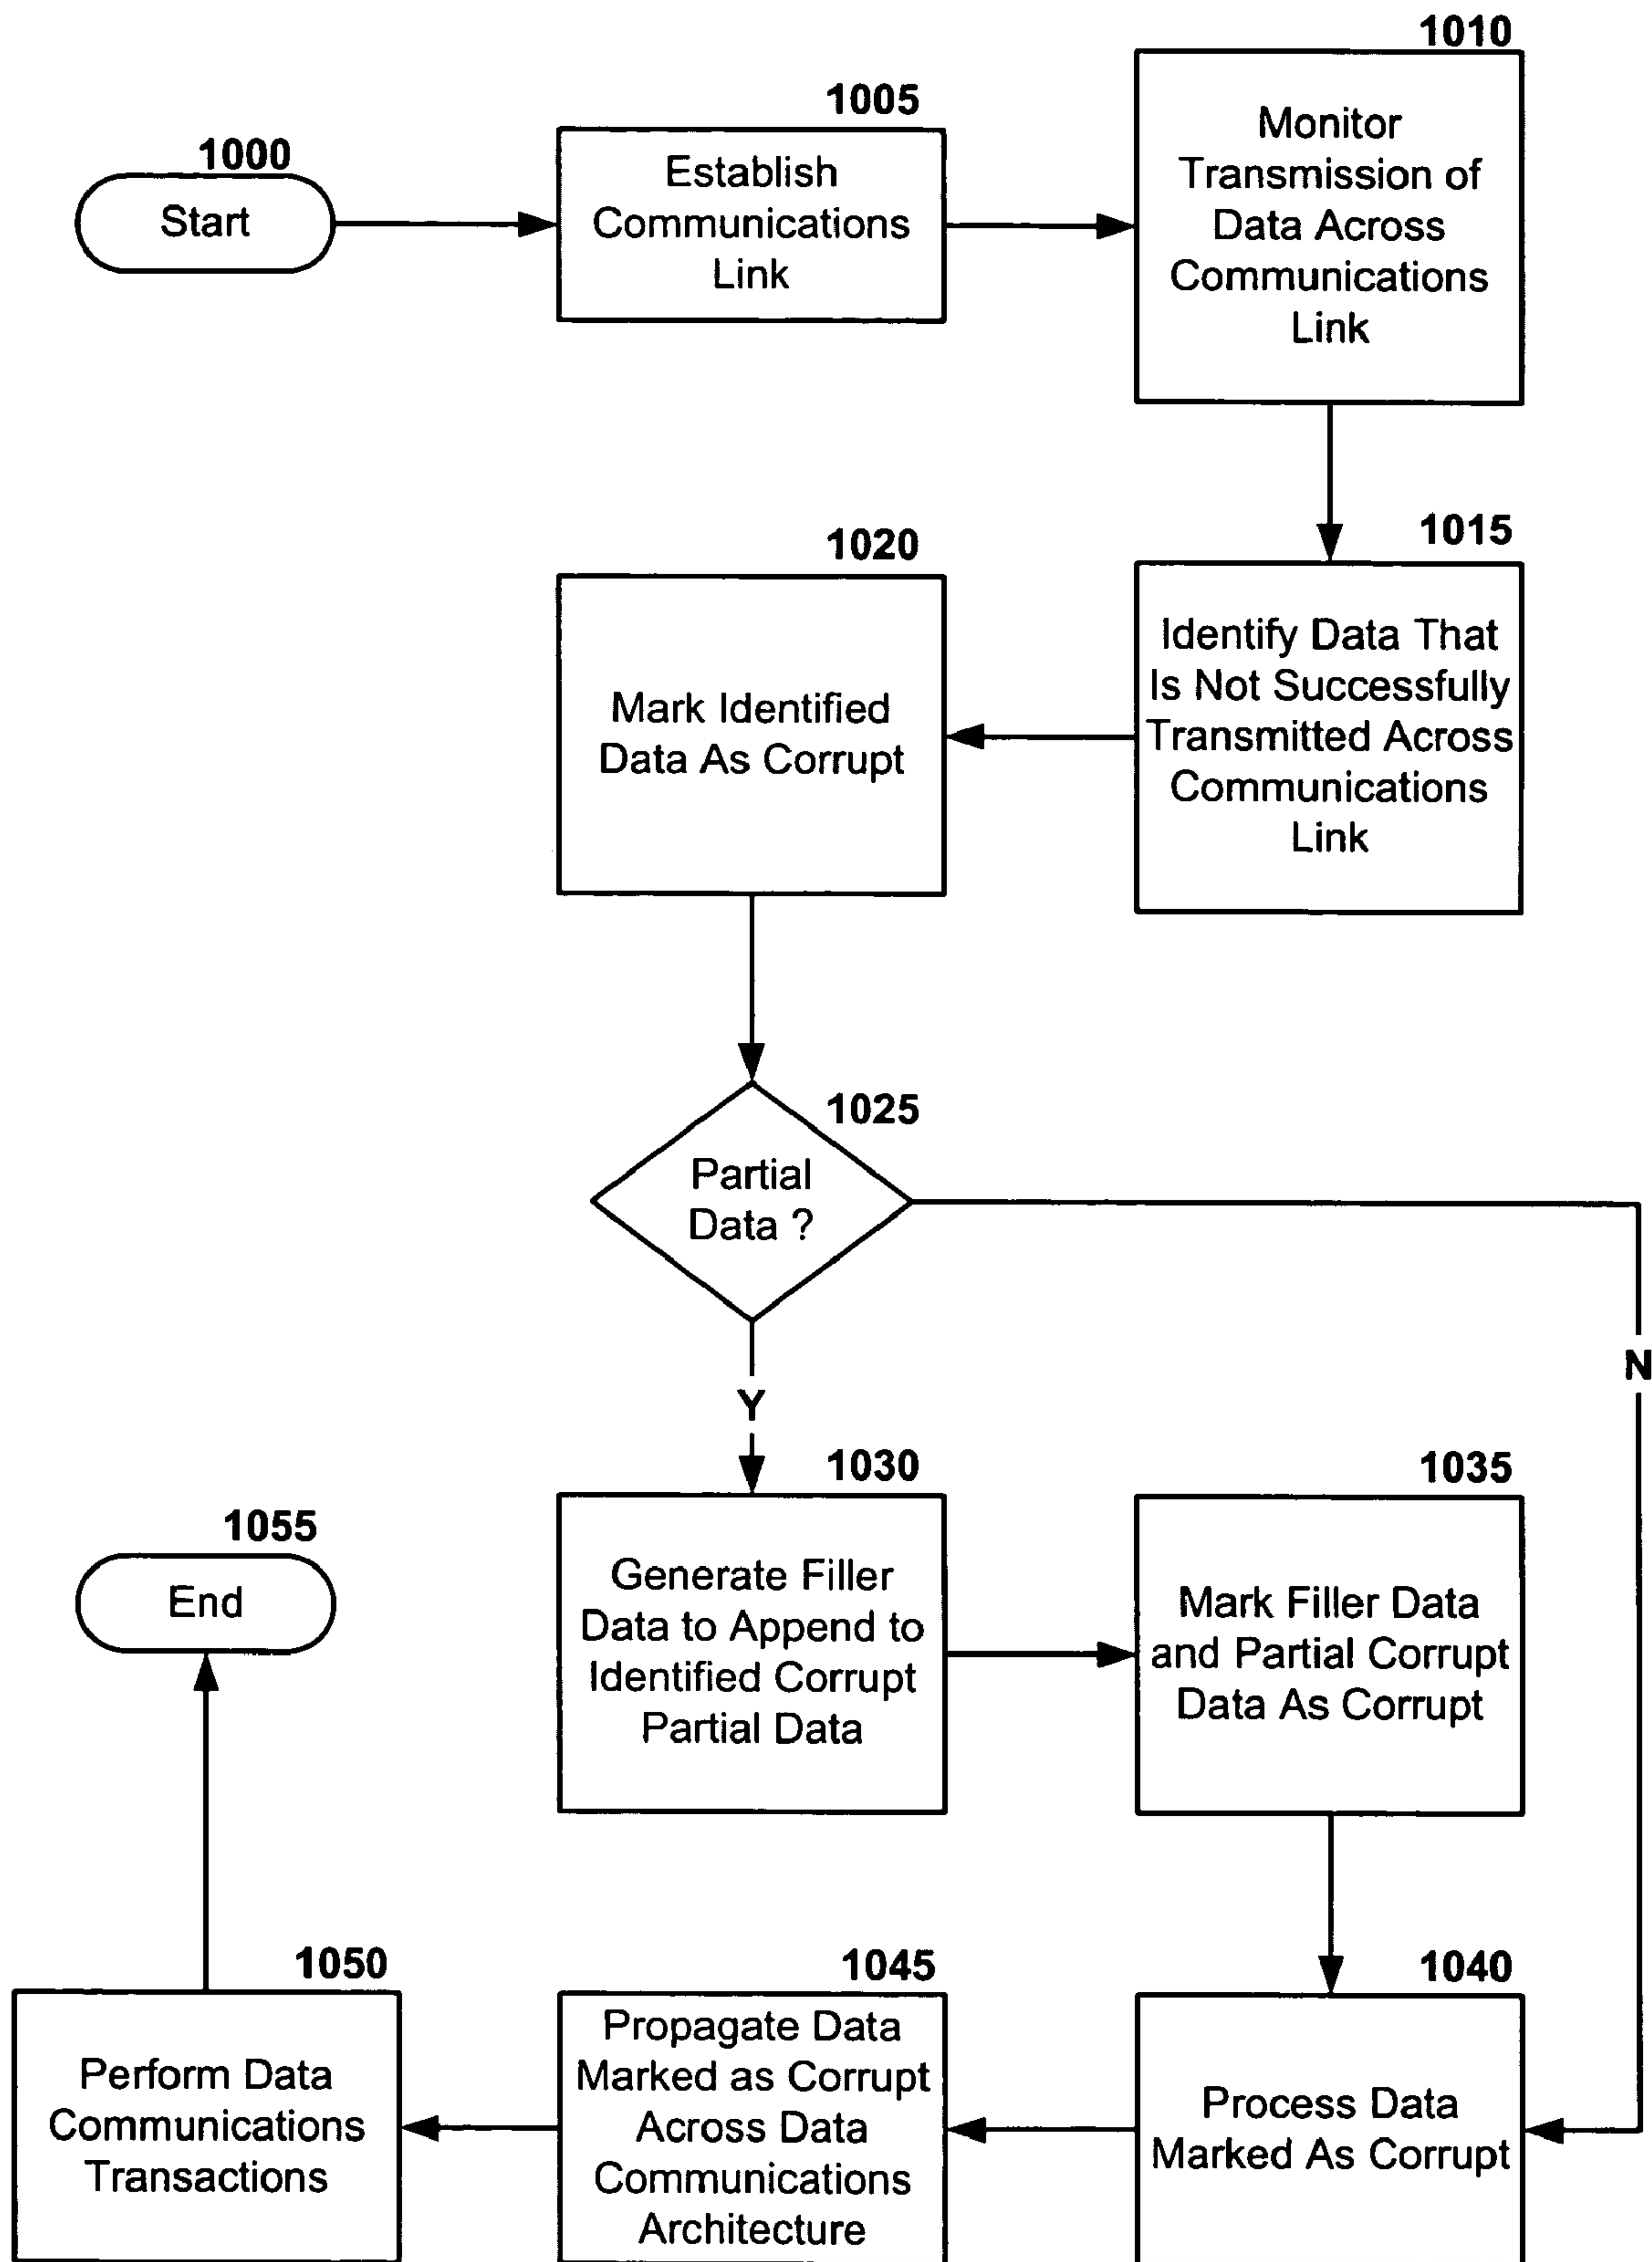 1000
Start
1005
Establish
Communications
Link
1010
Monitor
Transmission of
Data Across
Communications
Link
1015
Identify Data That
Is Not Successfully
Transmitted Across
Communications
Link
1020
Mark Identified
Data As Corrupt
1025
Partial
Data ?
Y
N
1030
Generate Filler
Data to Append to
Identified Corrupt
Partial Data
1035
Mark Filler Data
and Partial Corrupt
Data As Corrupt
1040
Process Data
Marked As Corrupt
1045
Propagate Data
Marked as Corrupt
Across Data
Communications
Architecture
1050
Perform Data
Communications
Transactions
1055
End